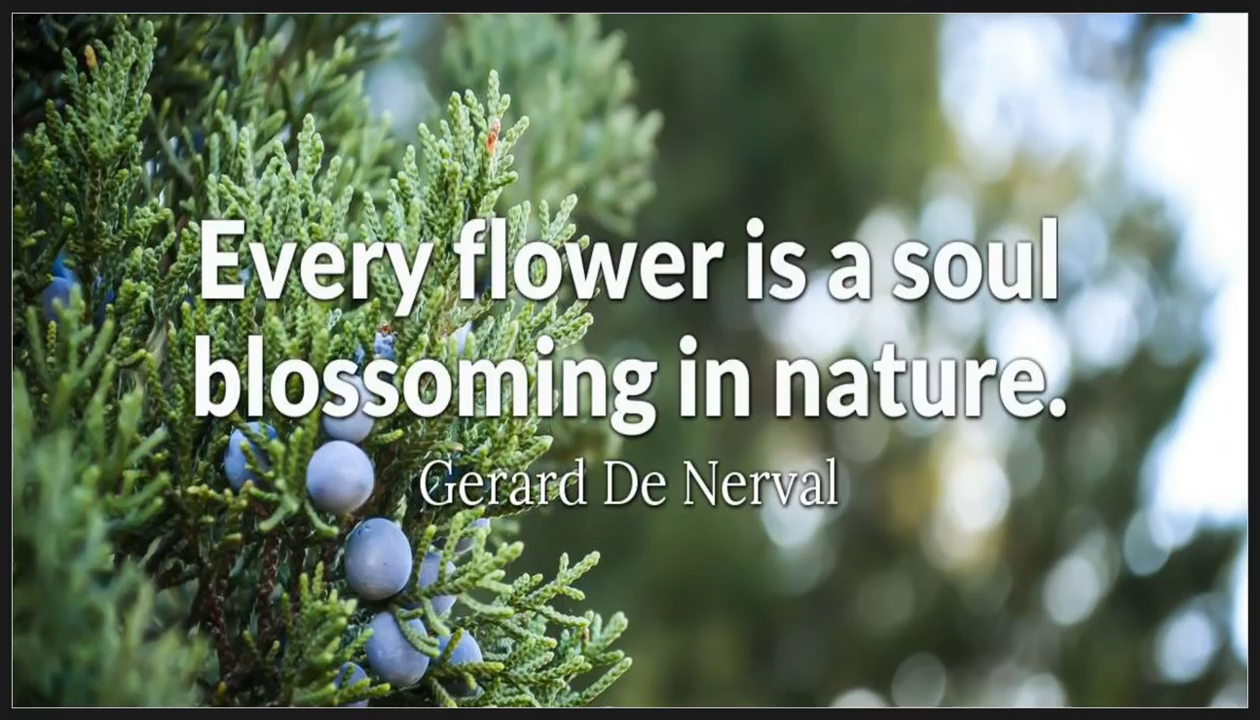 Every flower is a soul
blossoming in nature.
Gerard De Nerval